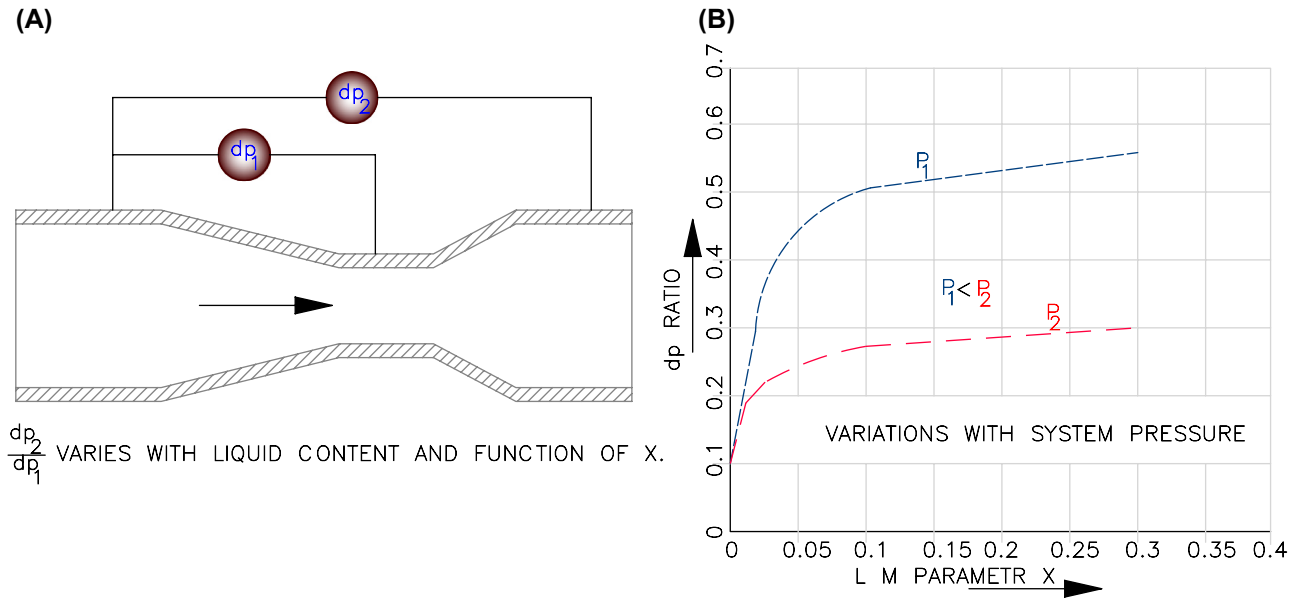 (A)
dp2
dp1
dp2
dp1 VARIES WITH LIQUID CONTENT AND FUNCTION OF X.
(B)
0.7
0.6
0.5
0.4
0.3
0.2
0.1
0
dp RATIO
P1
P1 < P2
P2
VARIATIONS WITH SYSTEM PRESSURE
0 0.05 0.1 0.15 0.2 0.25 0.3 0.35 0.4
L M PARAMETR X